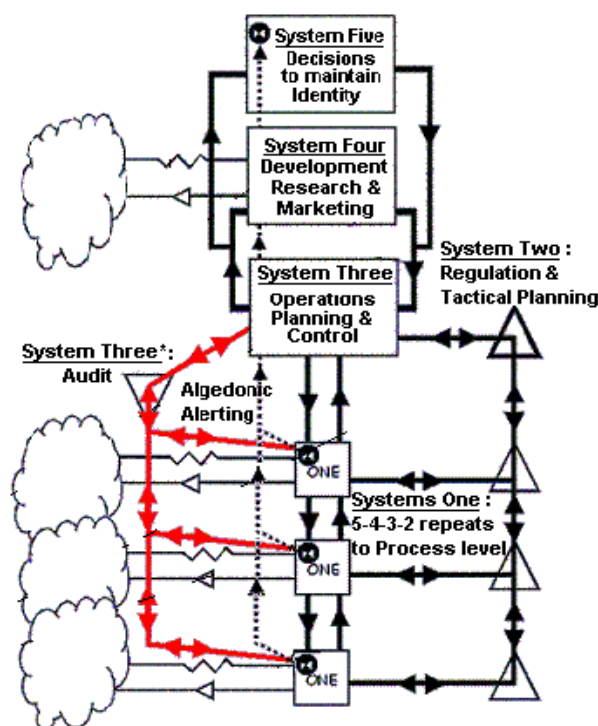 System Five
Decisions
to maintain
Identity
System Four
Development
Research &
Marketing
System Two :
Regulation &
Tactical Planning
System Three
Operations
Planning &
Control
System Three*:
Audit
Algedonic
Alerting
ONE
Systems One :
5-4-3-2 repeats
to Process level
ONE
ONE